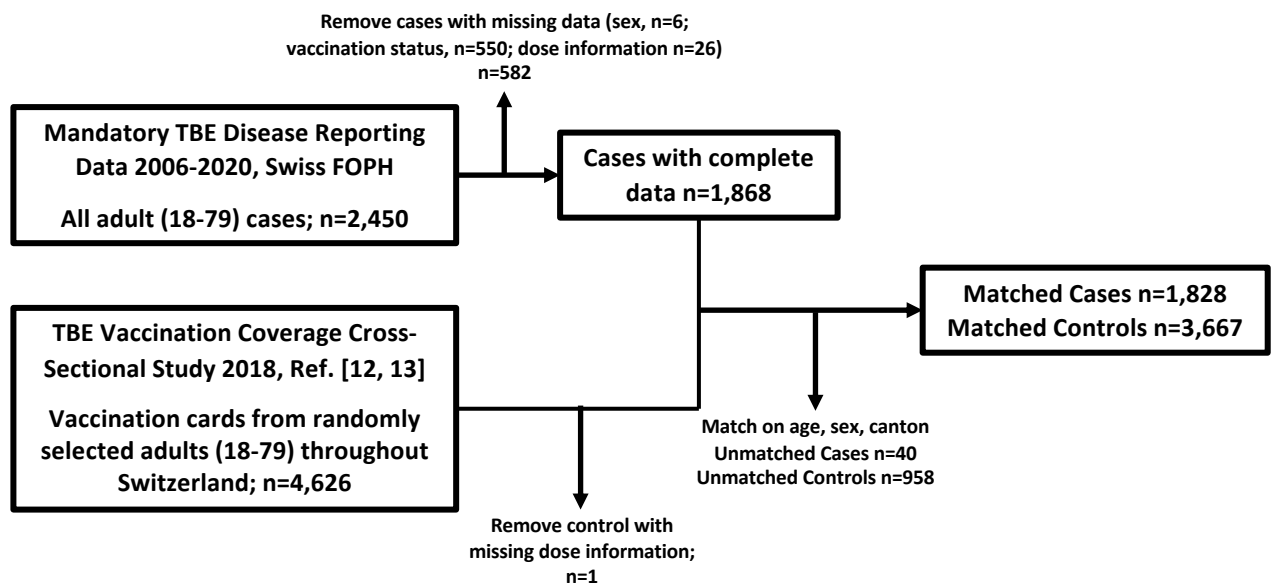 Remove cases with missing data (sex, n=6;
vaccination status, n=550; dose information n=26)
n=582
Mandatory TBE Disease Reporting
Data 2006-2020, Swiss FOPH
All adult (18-79) cases; n=2,450
Cases with complete
data n=1,868
Matched Cases n=1,828
Matched Controls n=3,667
TBE Vaccination Coverage Cross-
Sectional Study 2018, Ref. [12, 13]
Vaccination cards from randomly
selected adults (18-79) throughout
Switzerland; n=4,626
Match on age, sex, canton
Unmatched Cases n=40
Unmatched Controls n=958
Remove control with
missing dose information;
n=1